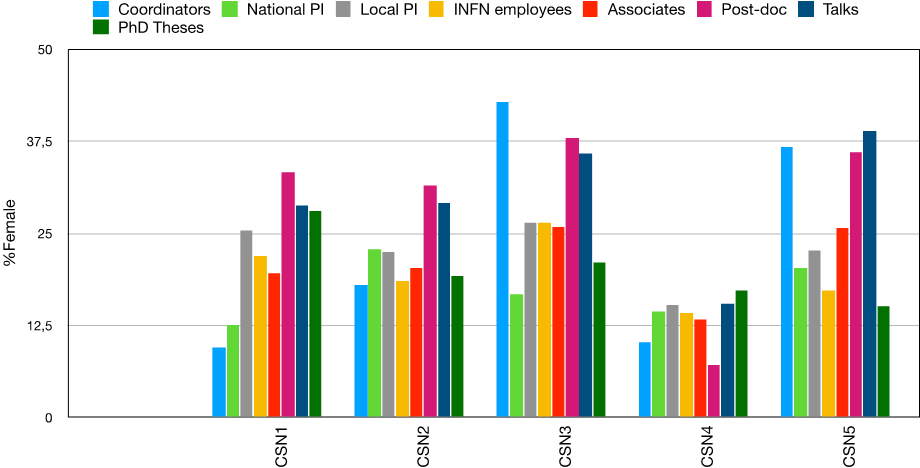 Coordinators National PI Local PI INFN employees Associates Post-doc Talks
PhD Theses
50
37,5
25
12,5
0
%Female
CSN1 CSN2 CSN3 CSN4 CSN5